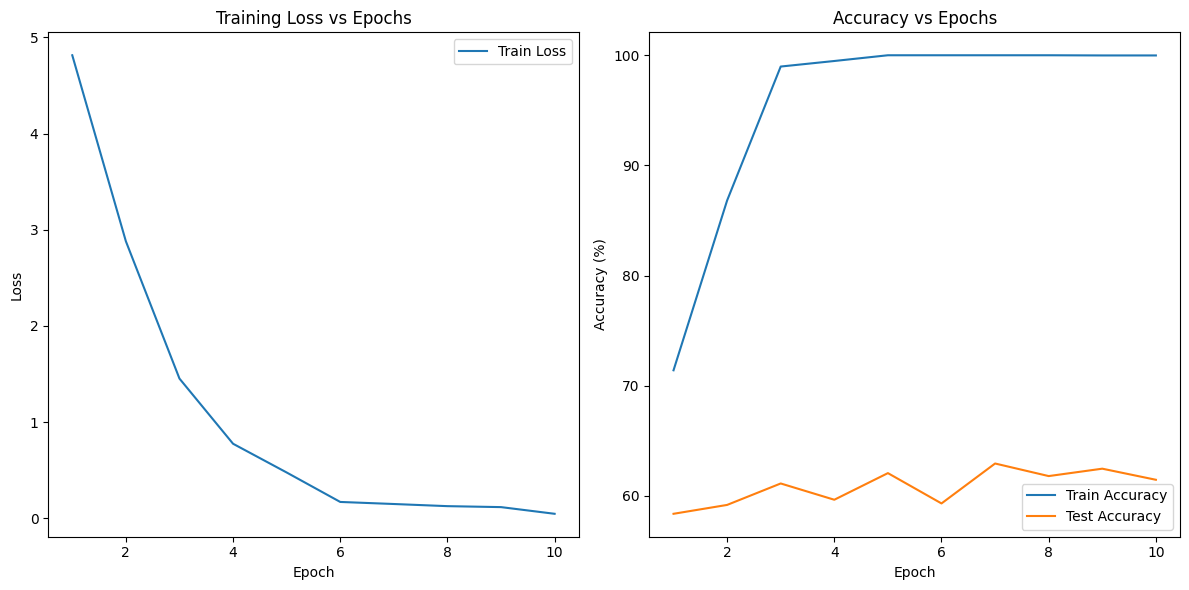 Training Loss vs Epochs
Train Loss
5
4
3
2
1
0
Loss
2 4 6 8 10
Epoch
Accuracy vs Epochs
100
90
80
70
60
Accuracy (%)
Train Accuracy
Test Accuracy
2 4 6 8 10
Epoch